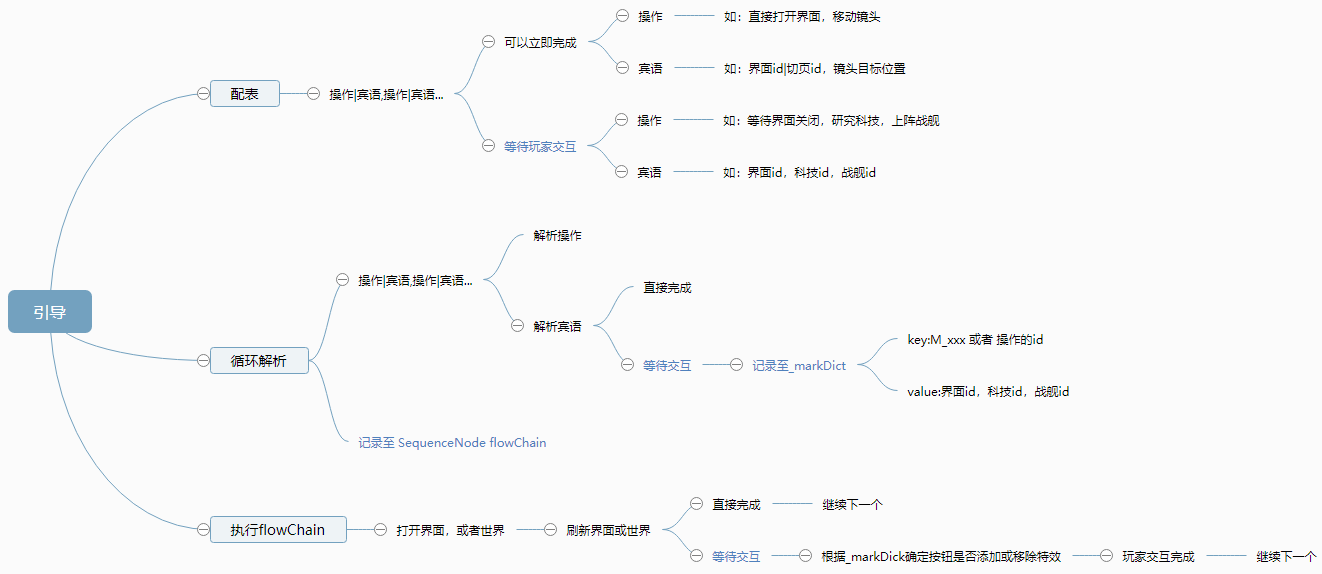 引导
配表
操作|宾语,操作|宾语...
可以立即完成
操作
如：直接打开界面，移动镜头
宾语
如：界面id|切页id，镜头目标位置
等待玩家交互
操作
如：等待界面关闭，研究科技，上阵战舰
宾语
如：界面id，科技id，战舰id
循环解析
操作|宾语,操作|宾语...
解析操作
解析宾语
直接完成
等待交互
记录至_markDict
key:M_xxx 或者 操作的id
value:界面id，科技id，战舰id
记录至 SequenceNode flowChain
执行flowChain
打开界面，或者世界
刷新界面或世界
直接完成
继续下一个
等待交互
根据_markDick确定按钮是否添加或移除特效
玩家交互完成
继续下一个